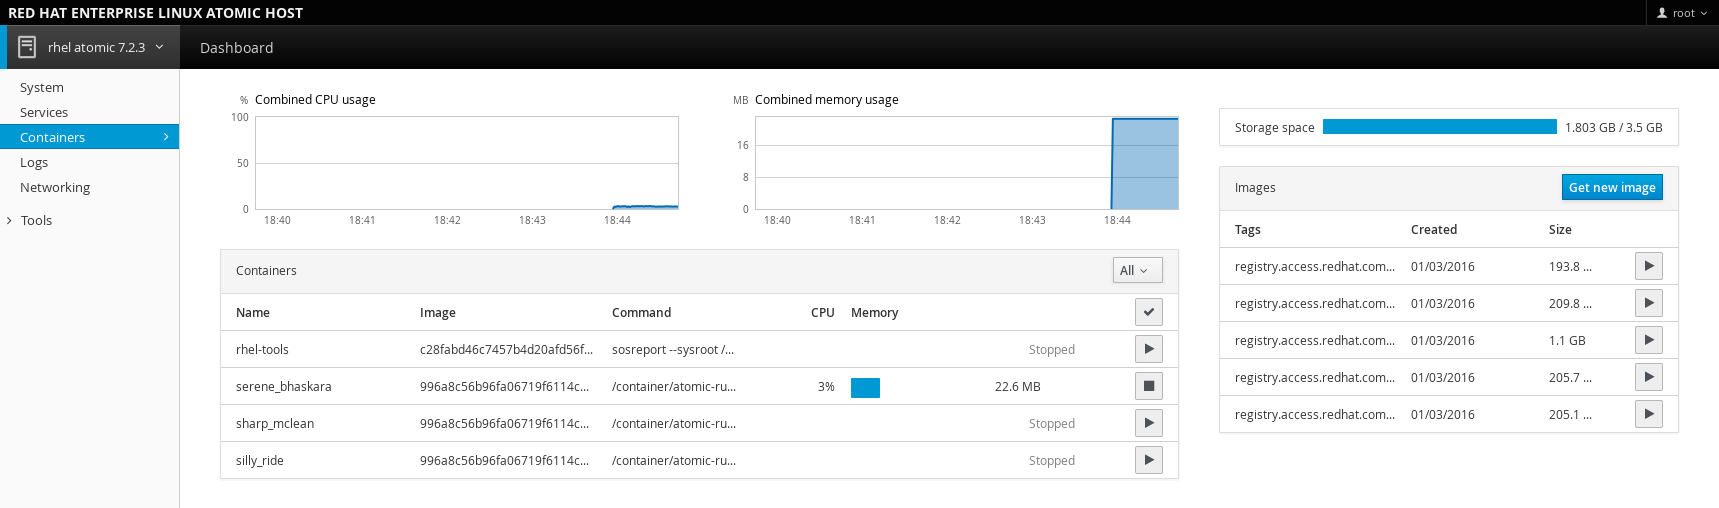 RED HAT ENTERPRISE LINUX ATOMIC HOST
root
rhel atomic 7.2.3
Dashboard
System
Services
Containers
Logs
Networking
Tools
% Combined CPU usage
100
50
0
18:40 18:41 18:42 18:43 18:44
MB Combined memory usage
16
8
0
18:40 18:41 18:42 18:43 18:44
Containers All
Name Image Command CPU Memory
rhel-tools c28fabd46c7457b4d20afd56f... sosreport --sysroot /... Stopped
serene_bhaskara 996a8c56b96fa06719f6114c... /container/atomic-ru... 3% 22.6 MB
sharp_mclean 996a8c56b96fa06719f6114c... /container/atomic-ru... Stopped
silly_ride 996a8c56b96fa06719f6114c... /container/atomic-ru... Stopped
Storage space 1.803 GB / 3.5 GB
Images Get new image
Tags Created Size
registry.access.redhat.com... 01/03/2016 193.8 ...
registry.access.redhat.com... 01/03/2016 209.8 ...
registry.access.redhat.com... 01/03/2016 1.1 GB
registry.access.redhat.com... 01/03/2016 205.7 ...
registry.access.redhat.com... 01/03/2016 205.1 ...